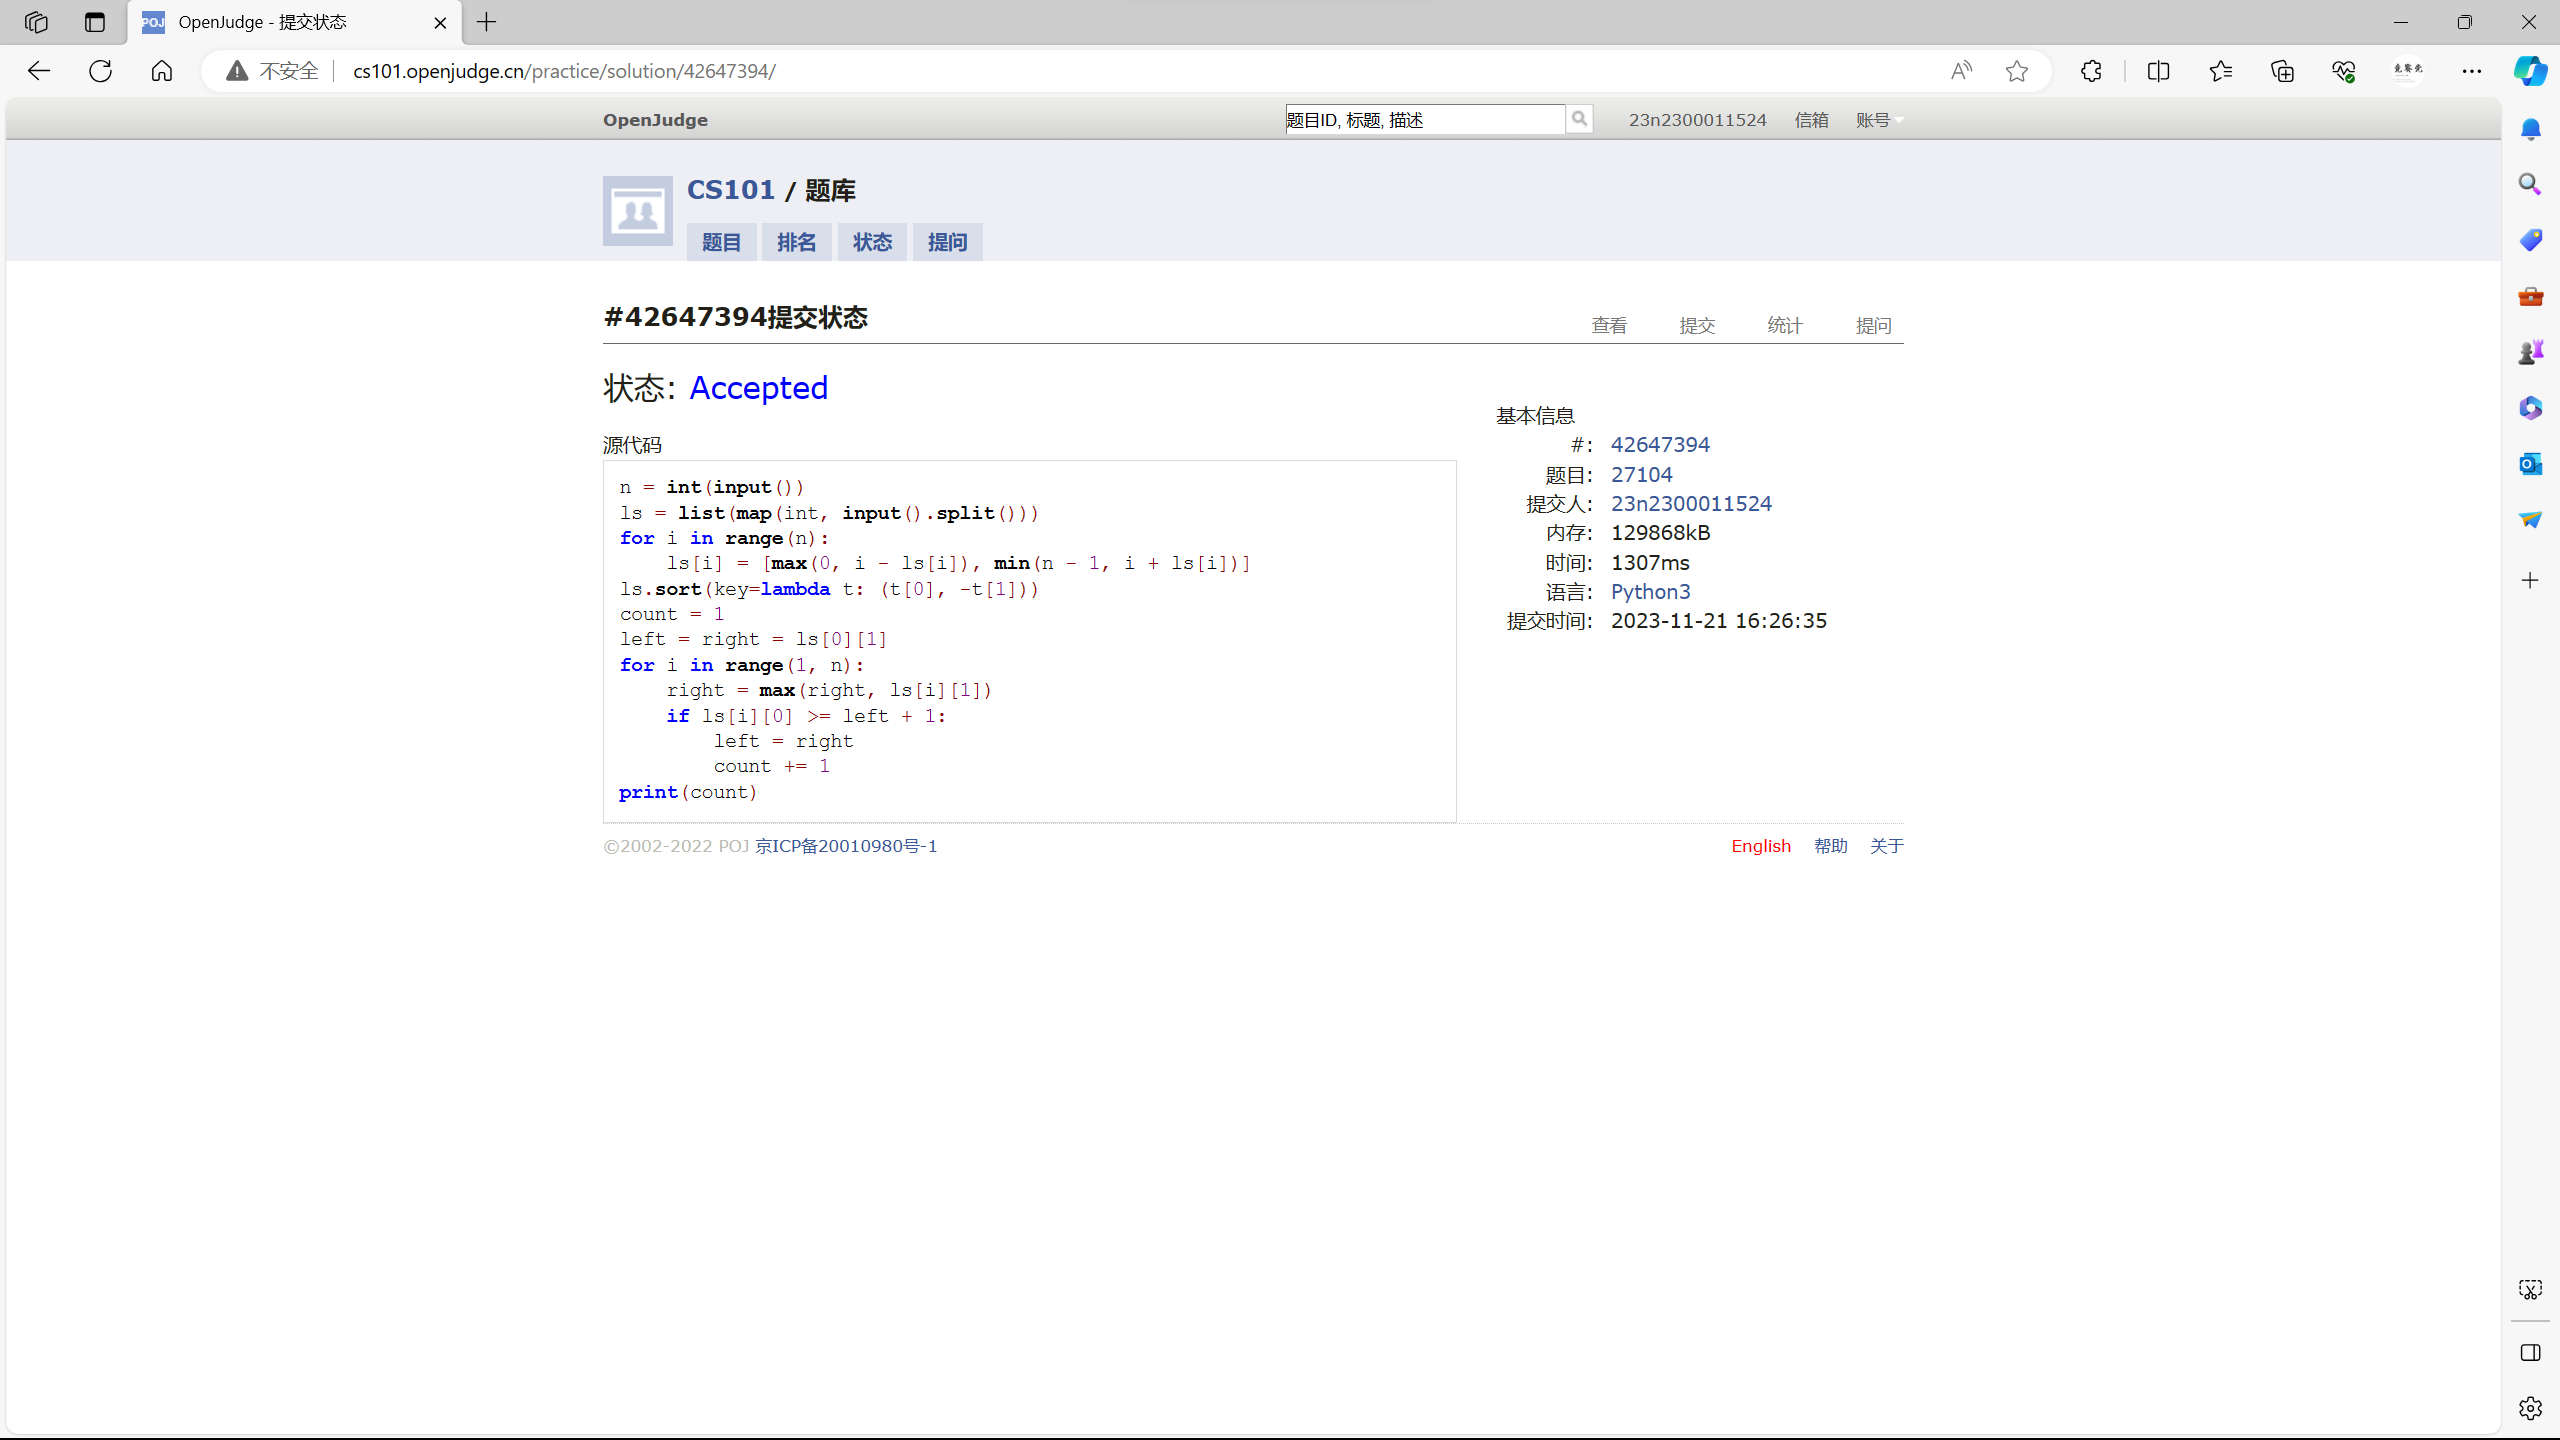 OpenJudge - 提交状态
不安全 cs101.openjudge.cn/practice/solution/42647394/
OpenJudge 题目ID, 标题, 描述 23n2300011524 信箱 账号
CS101 / 题库
题目 排名 状态 提问
#42647394提交状态 查看 提交 统计 提问
状态: Accepted
源代码
n = int(input())
ls = list(map(int, input().split()))
for i in range(n):
    ls[i] = [max(0, i - ls[i]), min(n - 1, i + ls[i])]
ls.sort(key=lambda t: (t[0], -t[1]))
count = 1
left = right = ls[0][1]
for i in range(1, n):
    right = max(right, ls[i][1])
    if ls[i][0] >= left + 1:
        left = right
        count += 1
print(count)
基本信息
#: 42647394
题目: 27104
提交人: 23n2300011524
内存: 129868kB
时间: 1307ms
语言: Python3
提交时间: 2023-11-21 16:26:35
©2002-2022 POJ 京ICP备20010980号-1 English 帮助 关于